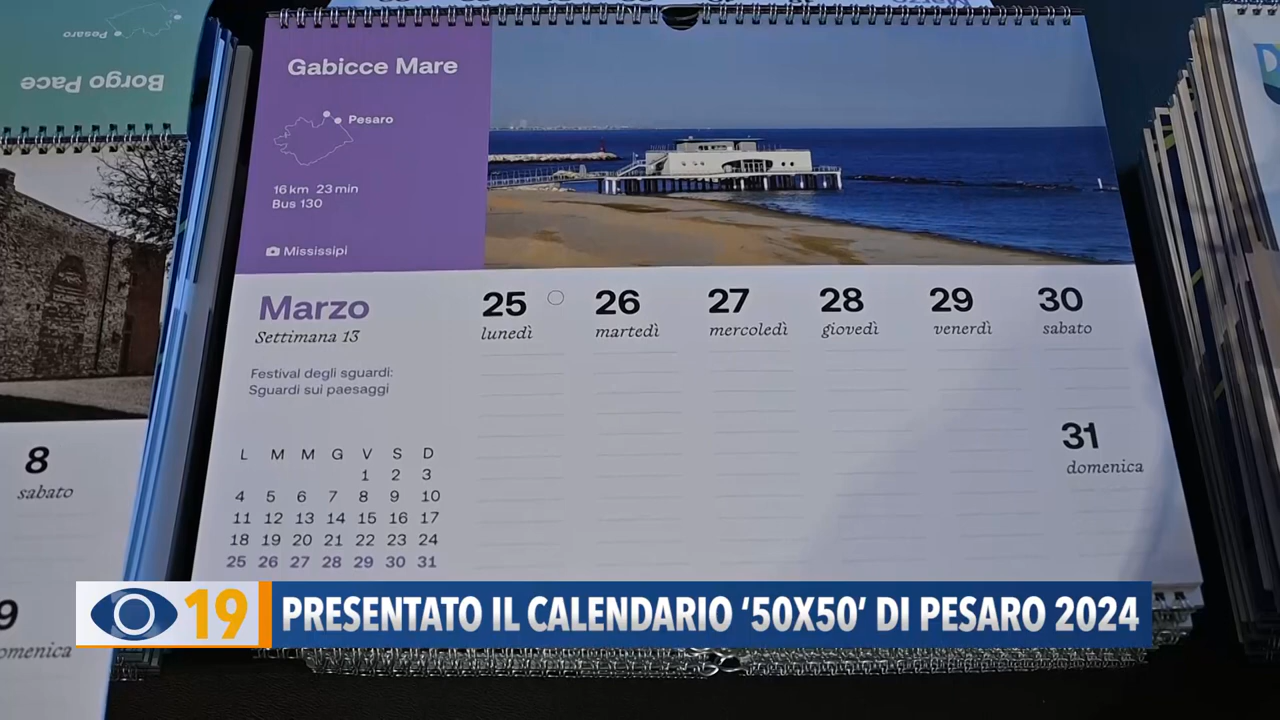 Pesaro
Borgo Pace
Gabicce Mare
Pesaro
16 km 23 min
Bus 130
Mississipi
Marzo
Settimana 13
Festival degli sguardi:
Sguardi sui paesaggi
25 26 27 28 29 30
lunedì martedì mercoledì giovedì venerdì sabato
31
domenica
L M M G V S D
1 2 3
4 5 6 7 8 9 10
11 12 13 14 15 16 17
18 19 20 21 22 23 24
25 26 27 28 29 30 31
8
sabato
9
omenica
19 PRESENTATO IL CALENDARIO '50X50' DI PESARO 2024